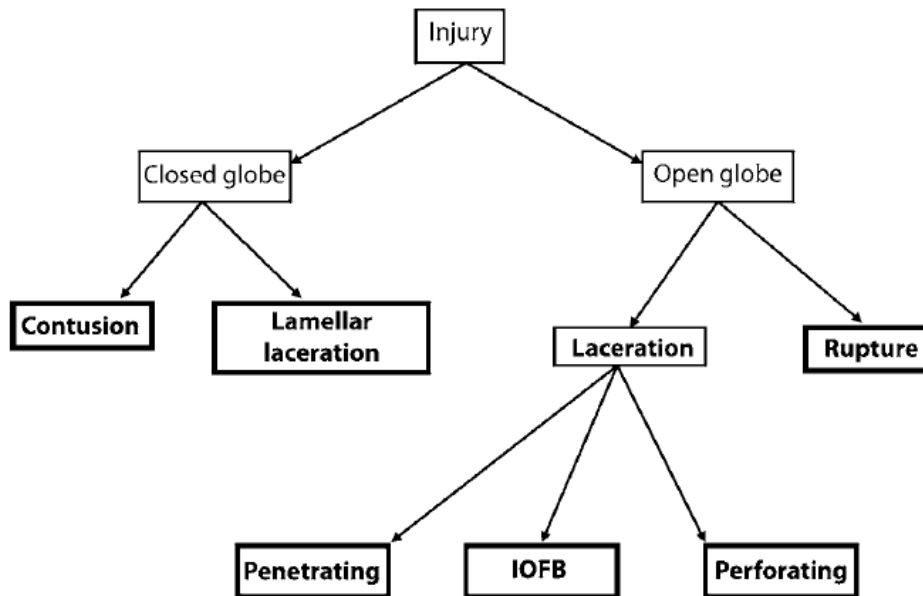 Injury
Closed globe
Open globe
Contusion
Lamellar
laceration
Laceration
Rupture
Penetrating
IOFB
Perforating